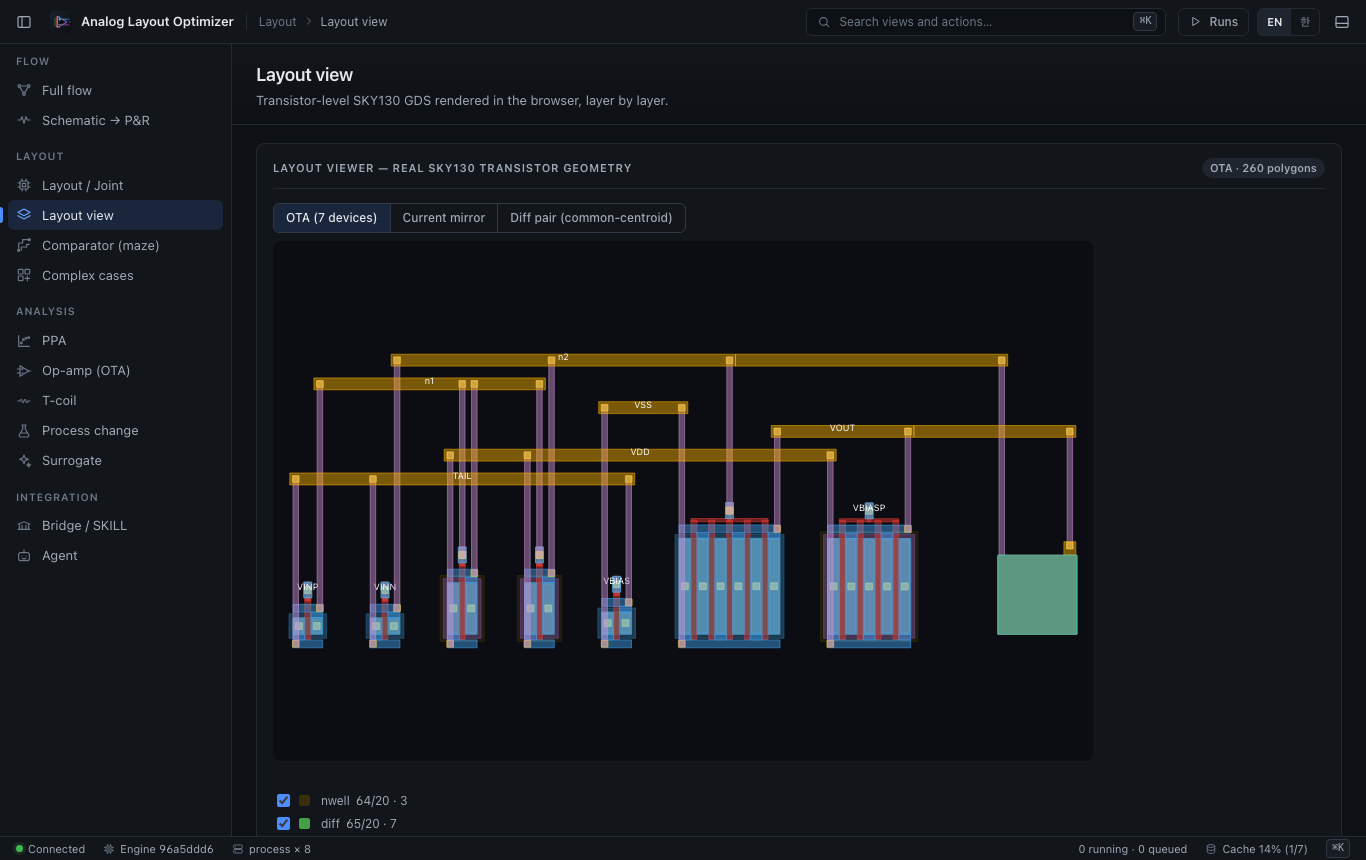 Analog Layout Optimizer
Layout > Layout view
Search views and actions...
⌘K
Runs
EN
한
FLOW
Full flow
Schematic → P&R
LAYOUT
Layout / Joint
Layout view
Comparator (maze)
Complex cases
ANALYSIS
PPA
Op-amp (OTA)
T-coil
Process change
Surrogate
INTEGRATION
Bridge / SKILL
Agent
Layout view
Transistor-level SKY130 GDS rendered in the browser, layer by layer.
LAYOUT VIEWER — REAL SKY130 TRANSISTOR GEOMETRY
OTA · 260 polygons
OTA (7 devices)
Current mirror
Diff pair (common-centroid)
n2
n1
VSS
VOUT
VDD
TAIL
VBIASP
VINP
VINN
VBIAS
nwell 64/20 · 3
diff 65/20 · 7
Connected
Engine 96a5ddd6
process × 8
0 running · 0 queued
Cache 14% (1/7)
⌘K